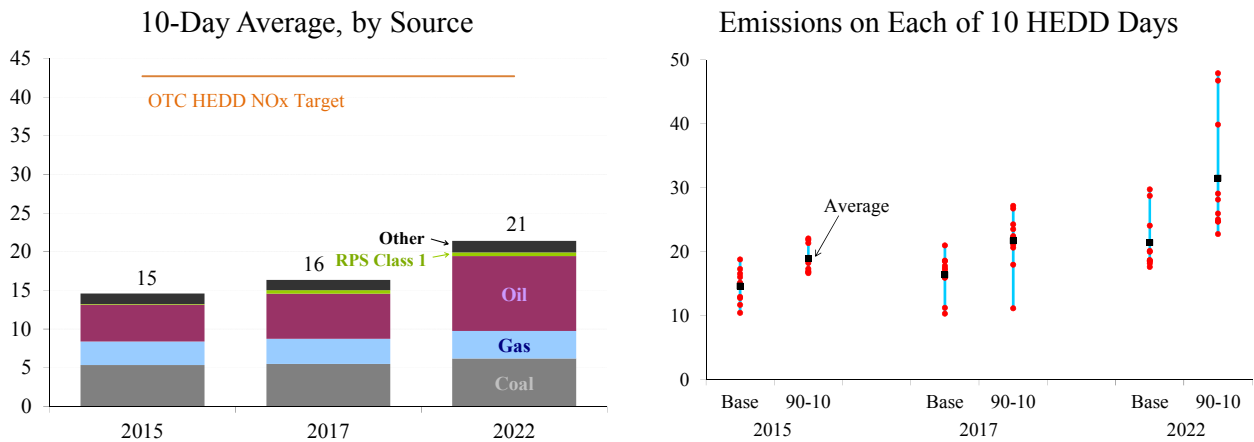 10-Day Average, by Source
45
40
35
30
25
20
15
10
5
0
OTC HEDD NOx Target
15
16
21
Other
RPS Class 1
Oil
Gas
Coal
2015
2017
2022
Emissions on Each of 10 HEDD Days
50
40
30
20
10
0
Average
Base 90-10 Base 90-10 Base 90-10
2015 2017 2022